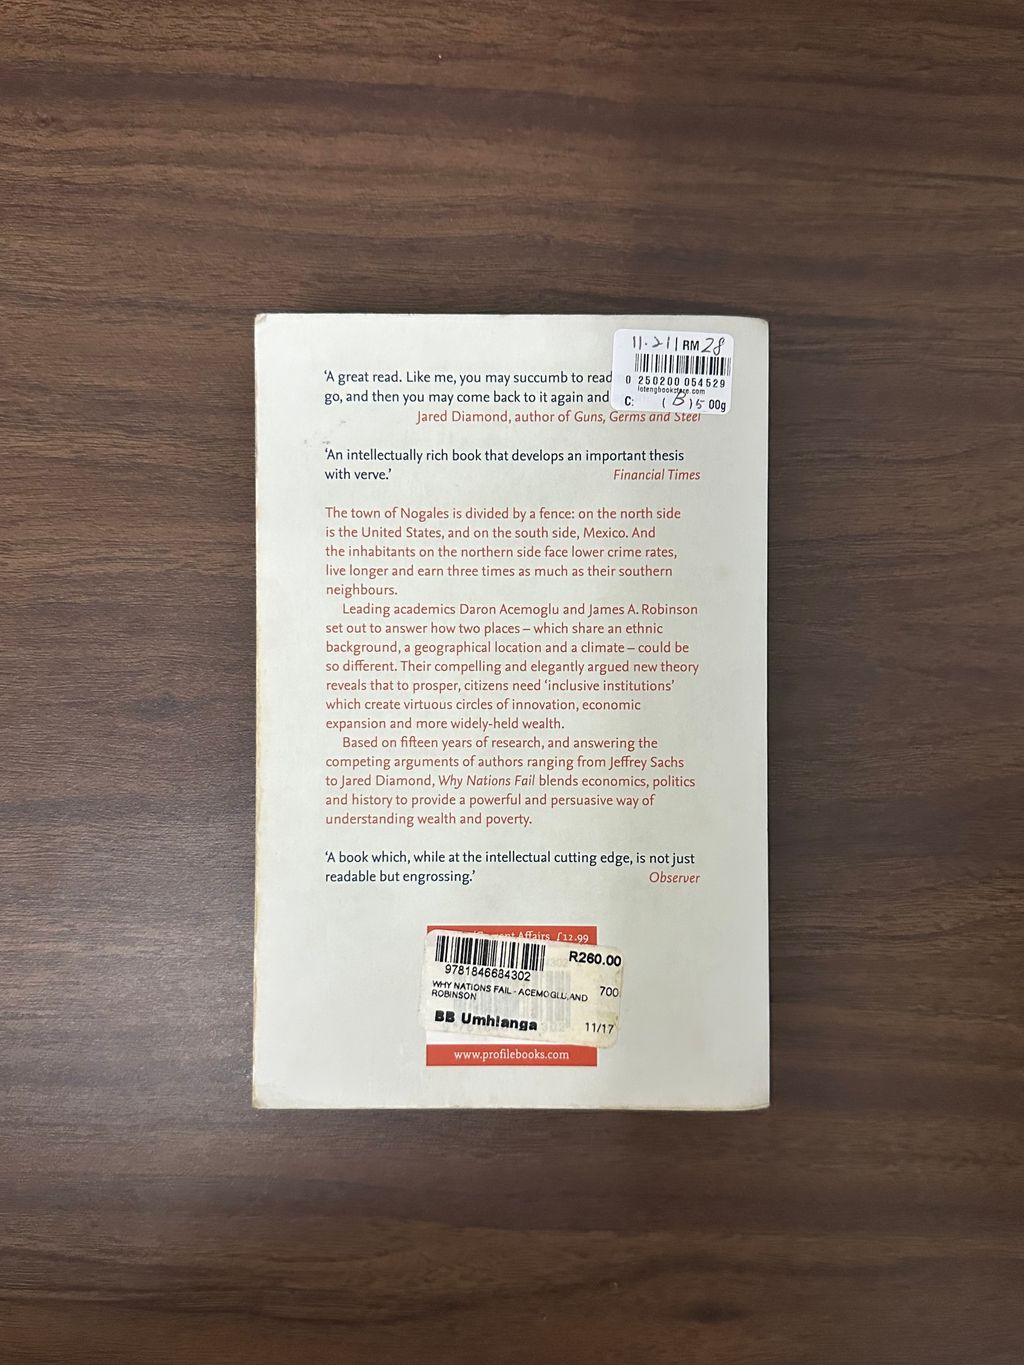 11.211 RM 28
0 250200 054529
lotengbookstore.com
C: (B) 500g
‘A great read. Like me, you may succumb to read
go, and then you may come back to it again and
Jared Diamond, author of Guns, Germs and Steel
‘An intellectually rich book that develops an important thesis
with verve.’ Financial Times
The town of Nogales is divided by a fence: on the north side
is the United States, and on the south side, Mexico. And
the inhabitants on the northern side face lower crime rates,
live longer and earn three times as much as their southern
neighbours.
Leading academics Daron Acemoglu and James A. Robinson
set out to answer how two places – which share an ethnic
background, a geographical location and a climate – could be
so different. Their compelling and elegantly argued new theory
reveals that to prosper, citizens need ‘inclusive institutions’
which create virtuous circles of innovation, economic
expansion and more widely-held wealth.
Based on fifteen years of research, and answering the
competing arguments of authors ranging from Jeffrey Sachs
to Jared Diamond, Why Nations Fail blends economics, politics
and history to provide a powerful and persuasive way of
understanding wealth and poverty.
‘A book which, while at the intellectual cutting edge, is not just
readable but engrossing.’ Observer
Affairs £12.99
R260.00
9781846684302
WHY NATIONS FAIL - ACEMOGLU, AND 700
ROBINSON
BB Umhlanga 11/17
www.profilebooks.com